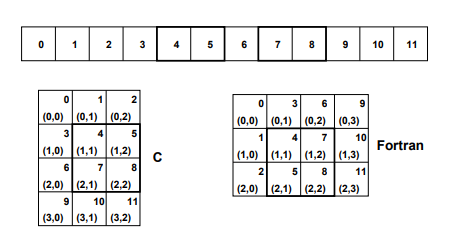 0 1 2 3 4 5 6 7 8 9 10 11
0 1 2
(0,0) (0,1) (0,2)
3 4 5
(1,0) (1,1) (1,2)
6 7 8
(2,0) (2,1) (2,2)
9 10 11
(3,0) (3,1) (3,2)
C
0 3 6 9
(0,0) (0,1) (0,2) (0,3)
1 4 7 10
(1,0) (1,1) (1,2) (1,3)
2 5 8 11
(2,0) (2,1) (2,2) (2,3)
Fortran